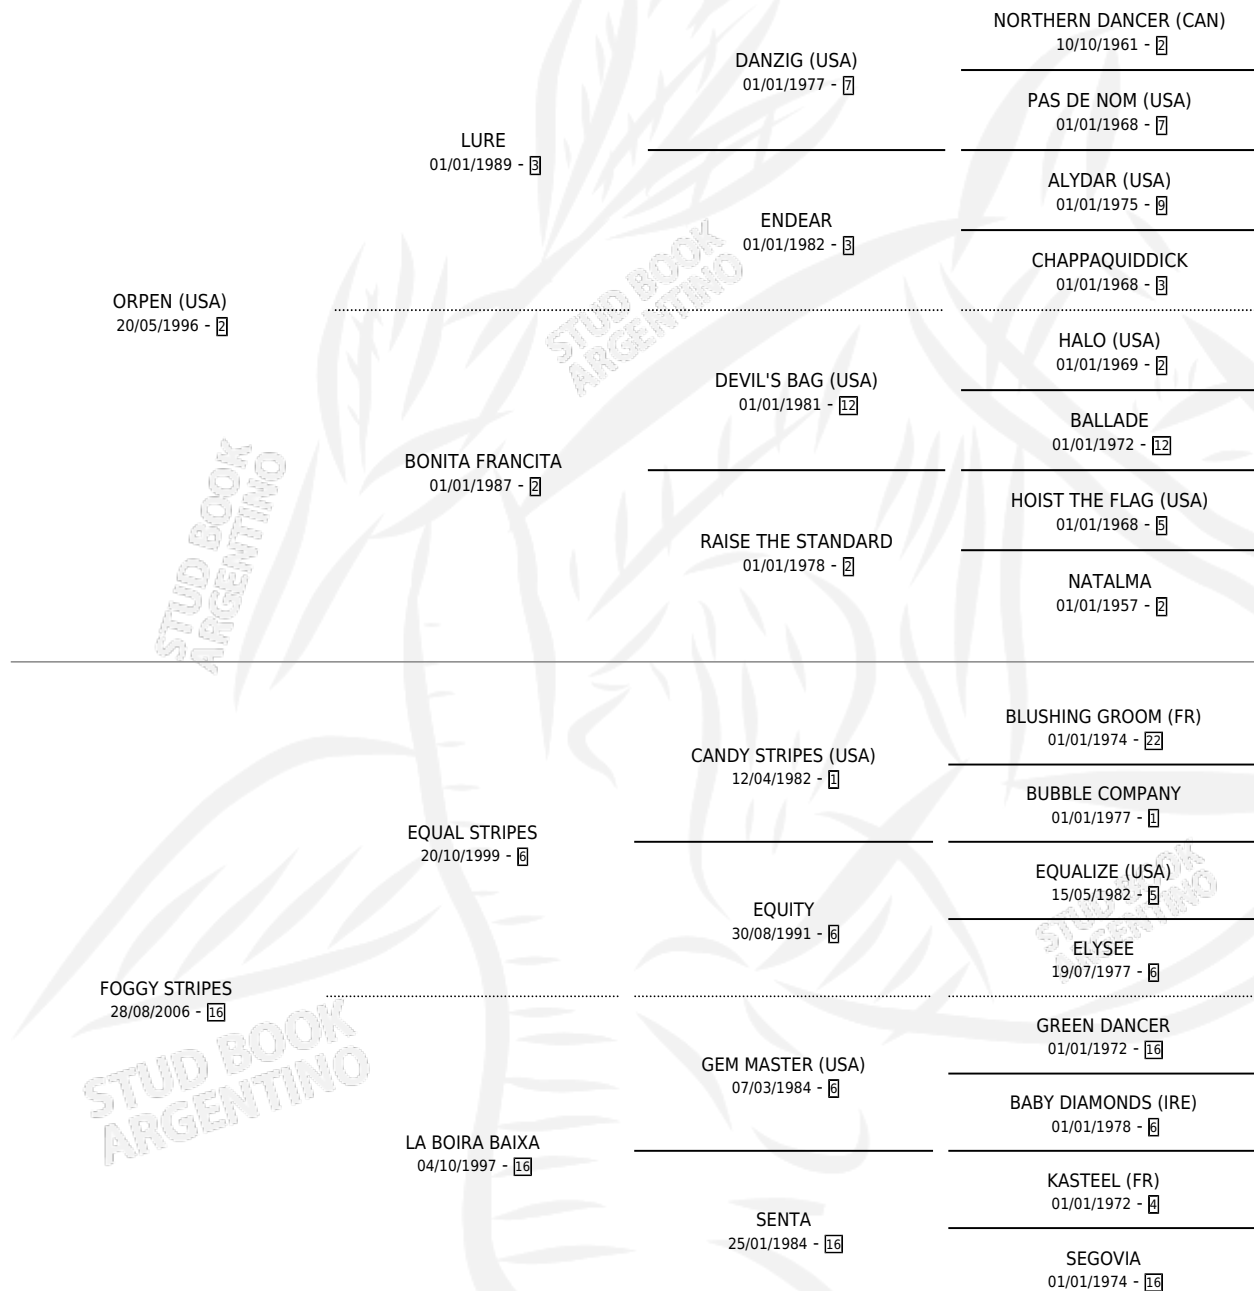 NORTHERN DANCER (CAN)
10/10/1961 - 2
DANZIG (USA)
01/01/1977 - 7
PAS DE NOM (USA)
01/01/1968 - 7
LURE
01/01/1989 - 3
ALYDAR (USA)
01/01/1975 - 9
ENDEAR
01/01/1982 - 3
CHAPPAQUIDDICK
01/01/1968 - 3
ORPEN (USA)
20/05/1996 - 2
STUD BOOK
ARGENTINO
HALO (USA)
01/01/1969 - 2
DEVIL'S BAG (USA)
01/01/1981 - 12
BALLADE
01/01/1972 - 12
BONITA FRANCITA
01/01/1987 - 2
HOIST THE FLAG (USA)
01/01/1968 - 5
RAISE THE STANDARD
01/01/1978 - 2
NATALMA
01/01/1957 - 2
STUD BOOK
ARGENTINO
BLUSHING GROOM (FR)
01/01/1974 - 22
CANDY STRIPES (USA)
12/04/1982 - 1
BUBBLE COMPANY
01/01/1977 - 1
EQUAL STRIPES
20/10/1999 - 6
EQUALIZE (USA)
15/05/1982 - 5
STUD BOOK
ARGENTINO
EQUITY
30/08/1991 - 6
ELYSEE
19/07/1977 - 6
FOGGY STRIPES
28/08/2006 - 16
STUD BOOK
ARGENTINO
GREEN DANCER
01/01/1972 - 16
GEM MASTER (USA)
07/03/1984 - 6
BABY DIAMONDS (IRE)
01/01/1978 - 6
LA BOIRA BAIXA
04/10/1997 - 16
KASTEEL (FR)
01/01/1972 - 4
SENTA
25/01/1984 - 16
SEGOVIA
01/01/1974 - 16